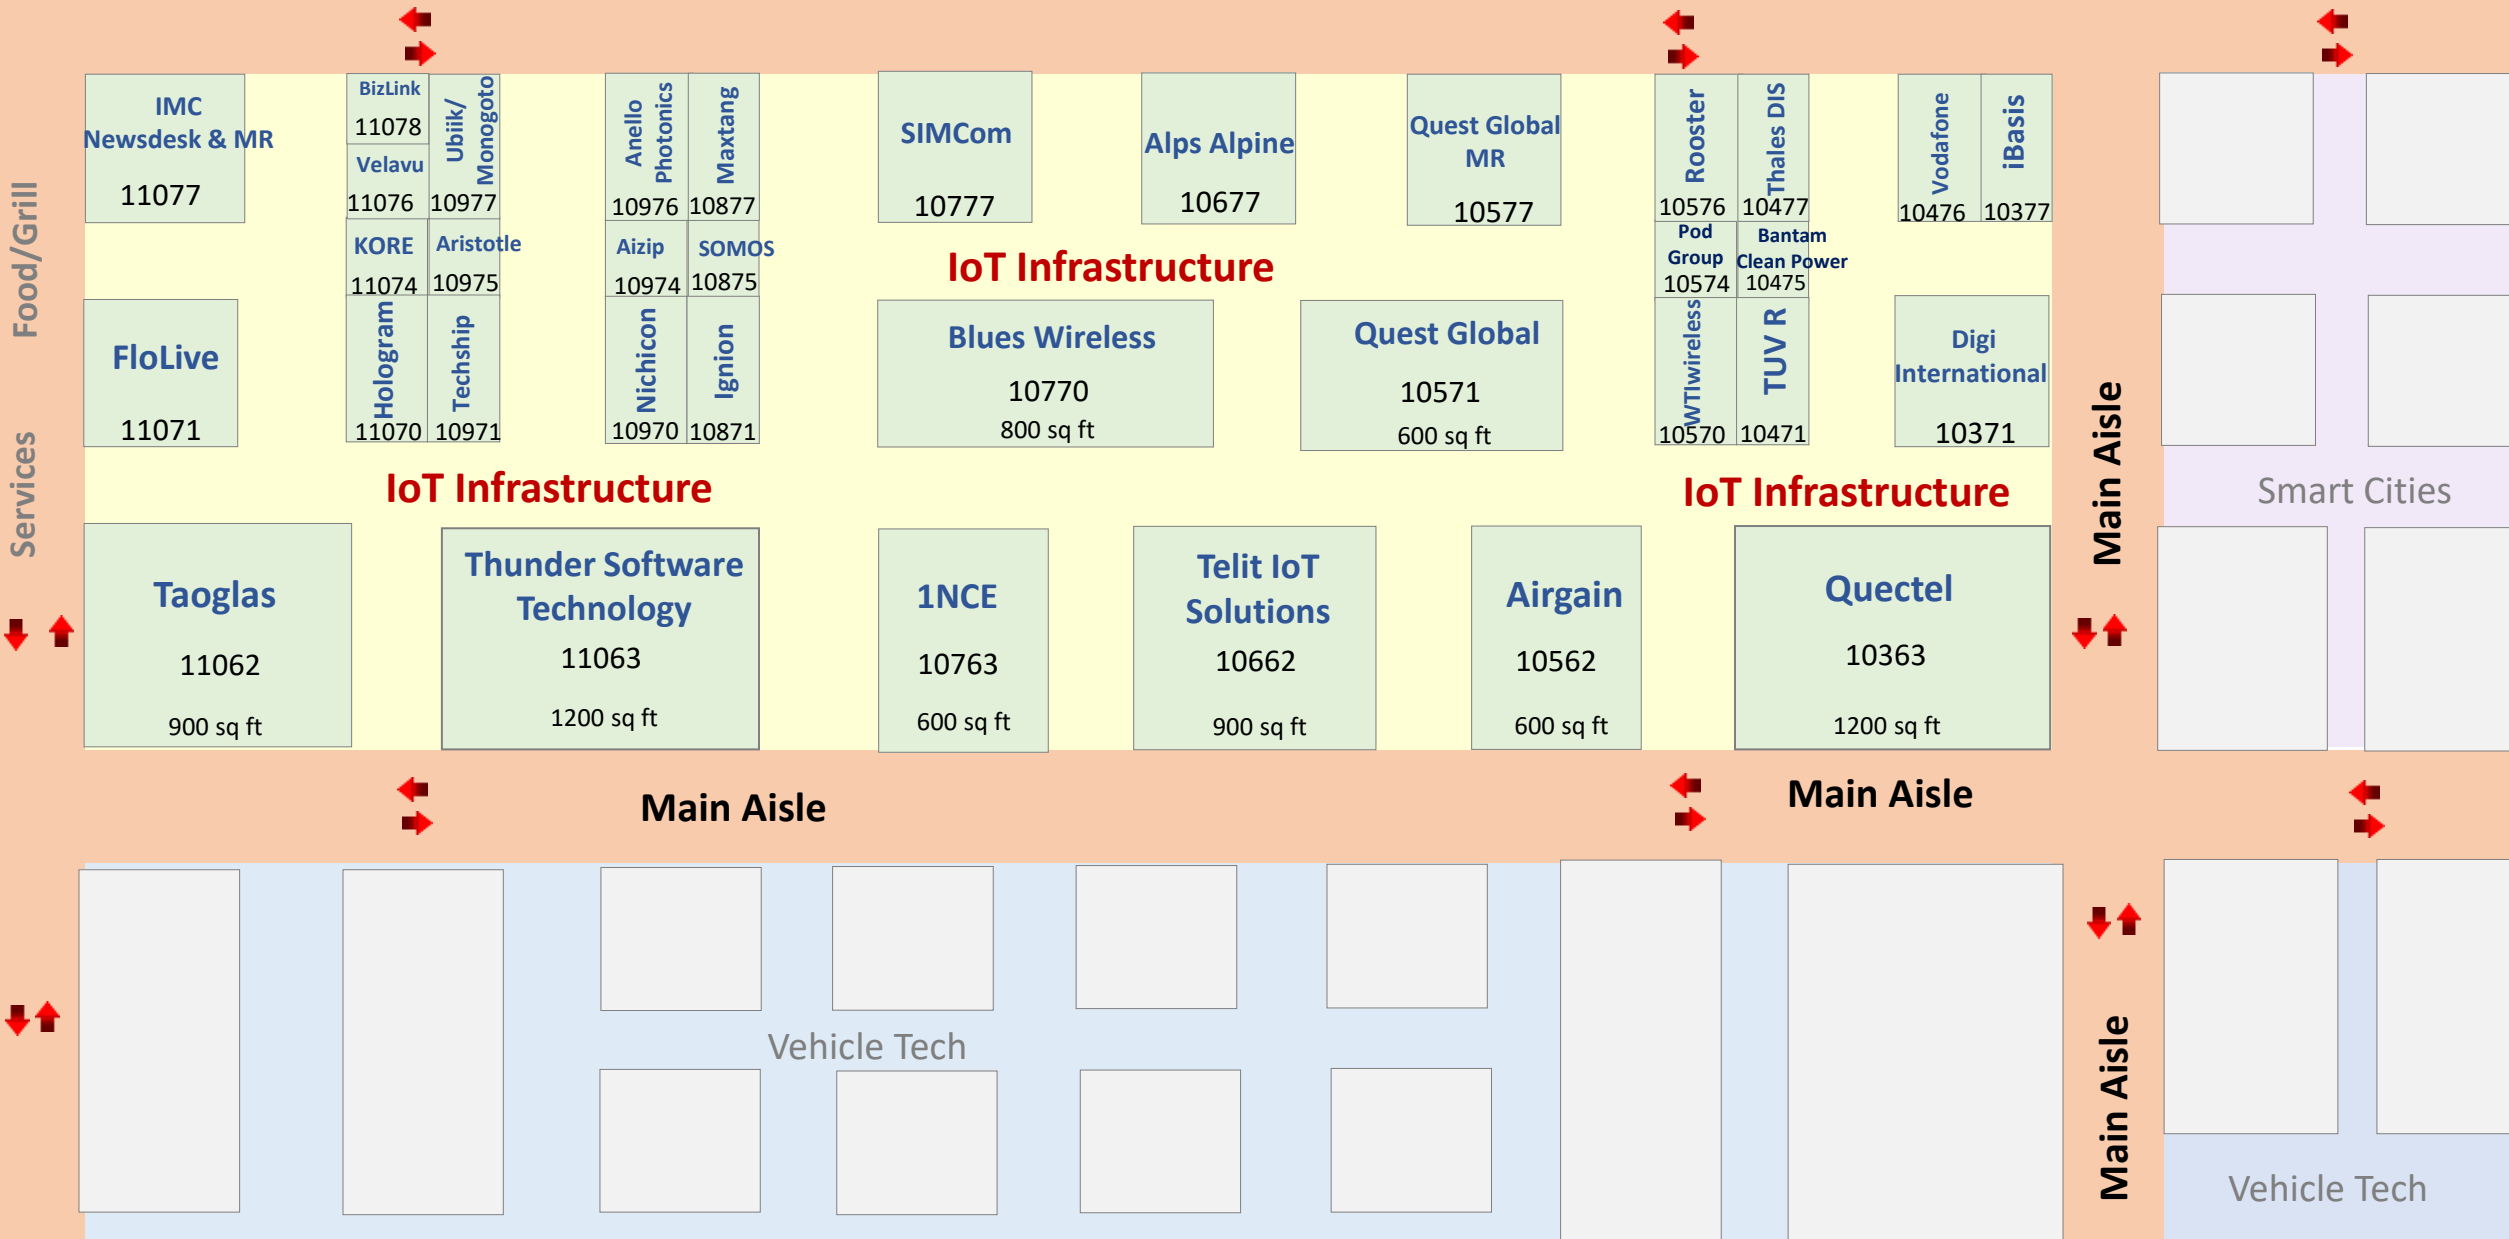 IMC
Newsdesk & MR
11077
BizLink
11078
Velavu
11076
Ubiik/
Monogoto
10977
KORE
11074
Aristotle
10975
Hologram
11070
Techship
10971
Anello
Photonics
10976
Maxtang
10877
Aizip
10974
SOMOS
10875
Nichicon
10970
Ignion
10871
SIMCom
10777
Alps Alpine
10677
Quest Global
MR
10577
IoT Infrastructure
Blues Wireless
10770
800 sq ft
Quest Global
10571
600 sq ft
Rooster
10576
Thales DIS
10477
Pod
Group
10574
Bantam
Clean Power
10475
WTIwireless
10570
TUV R
10471
Vodafone
10476
iBasis
10377
Digi
International
10371
Food/Grill
FloLive
11071
Services
IoT Infrastructure
IoT Infrastructure
Main Aisle
Smart Cities
Taoglas
11062
900 sq ft
Thunder Software
Technology
11063
1200 sq ft
1NCE
10763
600 sq ft
Telit IoT
Solutions
10662
900 sq ft
Airgain
10562
600 sq ft
Quectel
10363
1200 sq ft
Main Aisle
Main Aisle
Vehicle Tech
Main Aisle
Vehicle Tech